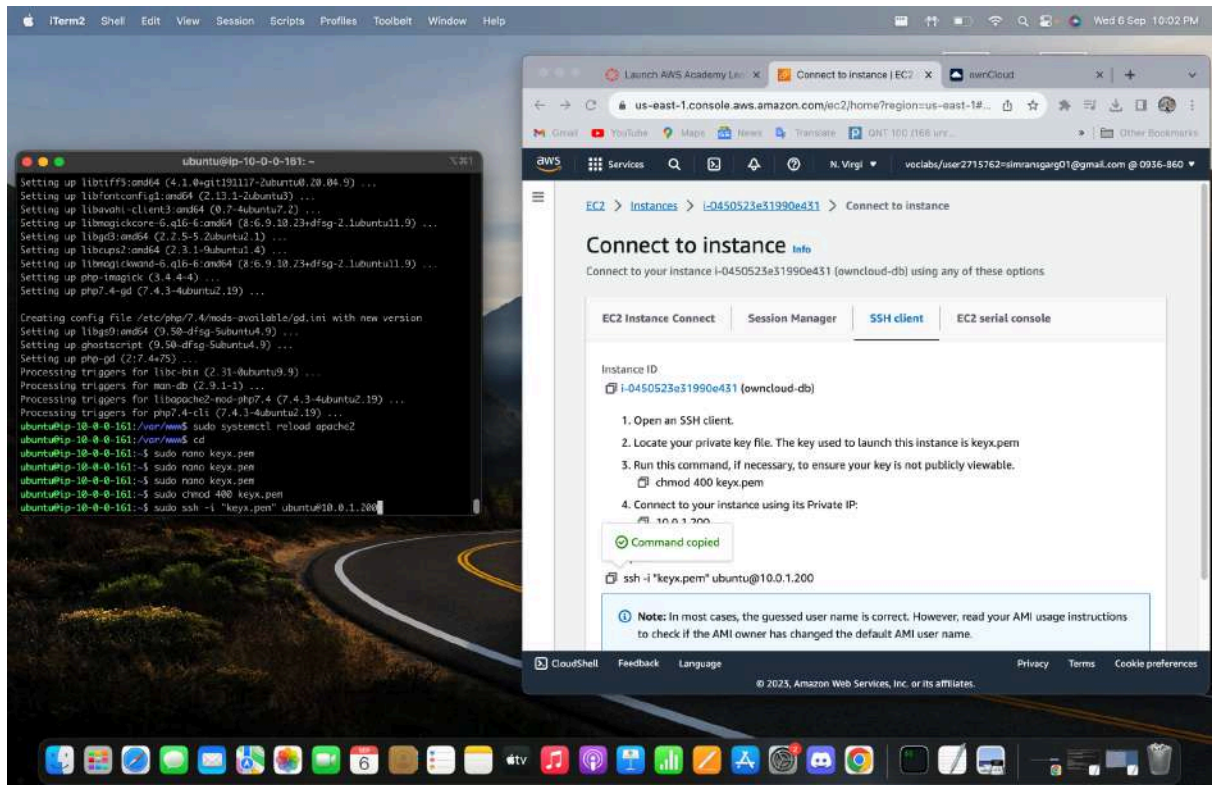 iTerm2 Shell Edit View Session Scripts Profiles Toolbelt Window Help
Wed 6 Sep 10:02 PM
ubuntu@ip-10-0-0-161: ~
⌥⌘1
Setting up libtiff5:amd64 (4.1.0+git191117-2ubuntu0.20.04.9) ...
Setting up libfontconfig1:amd64 (2.13.1-2ubuntu3) ...
Setting up libavahi-client3:amd64 (0.7-4ubuntu7.2) ...
Setting up libmagickcore-6.q16-6:amd64 (8:6.9.10.23+dfsg-2.1ubuntu11.9) ...
Setting up libgd3:amd64 (2.2.5-5.2ubuntu2.1) ...
Setting up libcups2:amd64 (2.3.1-9ubuntu1.4) ...
Setting up libmagickwand-6.q16-6:amd64 (8:6.9.10.23+dfsg-2.1ubuntu11.9) ...
Setting up php-imagick (3.4.4-4) ...
Setting up php7.4-gd (7.4.3-4ubuntu2.19) ...
Creating config file /etc/php/7.4/mods-available/gd.ini with new version
Setting up libgs9:amd64 (9.50~dfsg-5ubuntu4.9) ...
Setting up ghostscript (9.50~dfsg-5ubuntu4.9) ...
Setting up php-gd (2:7.4+75) ...
Processing triggers for libc-bin (2.31-0ubuntu9.9) ...
Processing triggers for man-db (2.9.1-1) ...
Processing triggers for libapache2-mod-php7.4 (7.4.3-4ubuntu2.19) ...
Processing triggers for php7.4-cli (7.4.3-4ubuntu2.19) ...
ubuntu@ip-10-0-0-161:/var/www$ sudo systemctl reload apache2
ubuntu@ip-10-0-0-161:/var/www$ cd
ubuntu@ip-10-0-0-161:~$ sudo nano keyx.pem
ubuntu@ip-10-0-0-161:~$ sudo nano keyx.pem
ubuntu@ip-10-0-0-161:~$ sudo nano keyx.pem
ubuntu@ip-10-0-0-161:~$ sudo chmod 400 keyx.pem
ubuntu@ip-10-0-0-161:~$ sudo ssh -i "keyx.pem" ubuntu@10.0.1.200
Launch AWS Academy Lea
Connect to instance | EC2
ownCloud
us-east-1.console.aws.amazon.com/ec2/home?region=us-east-1#...
Gmail YouTube Maps News Translate Other Bookmarks
aws Services N. Virgi voclabs/user2715762=simransgarg01@gmail.com @ 0936-860
EC2 > Instances > i-0450523e31990e431 > Connect to instance
Connect to instance Info
Connect to your instance i-0450523e31990e431 (owncloud-db) using any of these options
EC2 Instance Connect Session Manager SSH client EC2 serial console
Instance ID
i-0450523e31990e431 (owncloud-db)
1. Open an SSH client.
2. Locate your private key file. The key used to launch this instance is keyx.pem
3. Run this command, if necessary, to ensure your key is not publicly viewable.
chmod 400 keyx.pem
4. Connect to your instance using its Private IP:
10.0.1.200
Command copied
ssh -i "keyx.pem" ubuntu@10.0.1.200
Note: In most cases, the guessed user name is correct. However, read your AMI usage instructions
to check if the AMI owner has changed the default AMI user name.
CloudShell Feedback Language Privacy Terms Cookie preferences
© 2023, Amazon Web Services, Inc. or its affiliates.
SEP
6
tv